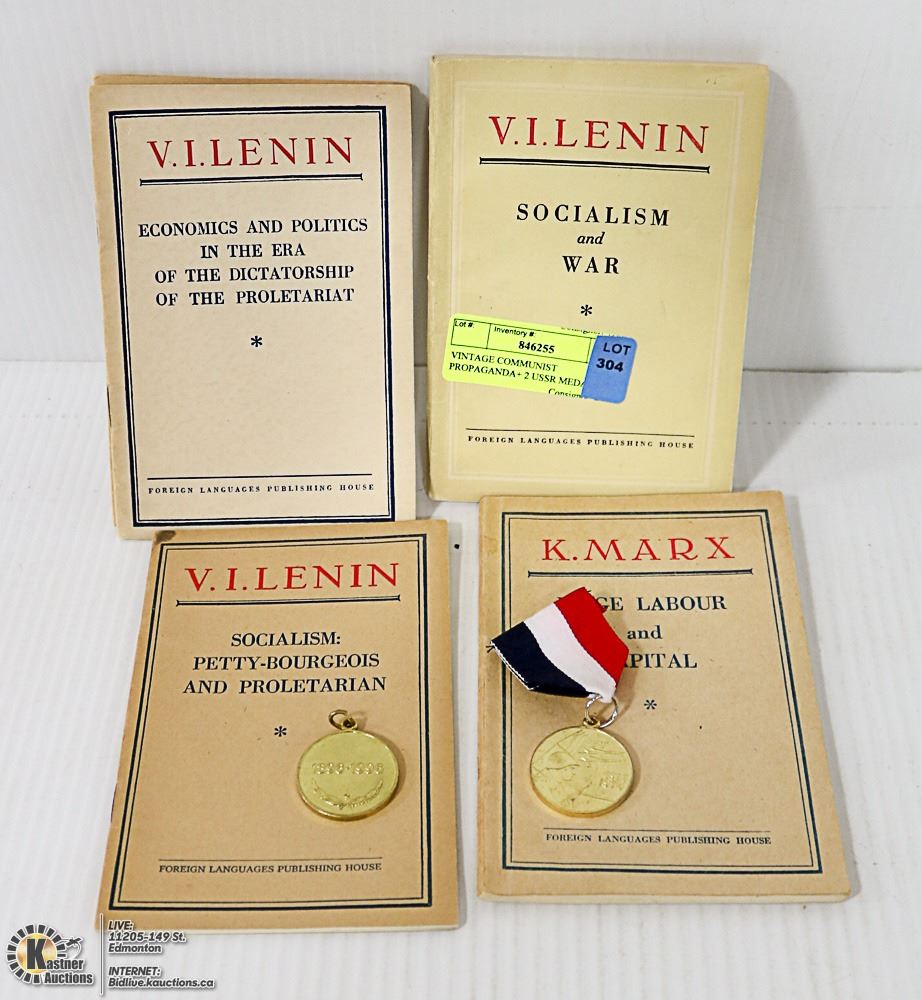 V.I.LENIN
ECONOMICS AND POLITICS
IN THE ERA
OF THE DICTATORSHIP
OF THE PROLETARIAT
*
FOREIGN LANGUAGES PUBLISHING HOUSE
V.I.LENIN
SOCIALISM
and
WAR
*
Lot #:
Inventory #:
846255
VINTAGE COMMUNIST
PROPAGANDA+ 2 USSR
LOT
304
FOREIGN LANGUAGES PUBLISHING HOUSE
V.I.LENIN
SOCIALISM:
PETTY-BOURGEOIS
AND PROLETARIAN
*
FOREIGN LANGUAGES PUBLISHING HOUSE
K.MARX
LABOUR
and
*
FOREIGN LANGUAGES PUBLISHING HOUSE
Kastner
Auctions
LIVE:
11205-149 St.
Edmonton
INTERNET:
Bidlive.kauctions.ca